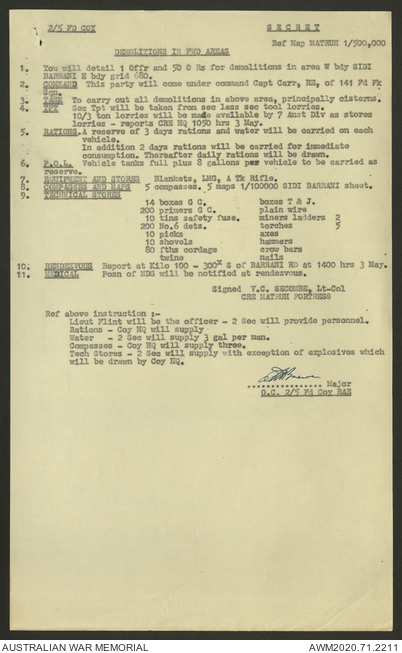 2/5 FD COY
S E C R E T
Ref Map MATRUH 1/500,000
DEMOLITIONS IN FWD AREAS
1. You will detail 1 Offr and 50 O Rs for demolitions in area W bdy SIDI
BARRANI E bdy grid 680.
2. COMMAND This party will come under command Capt Carr, RE, of 141 Fd Pk
Sqn.
3. TASK To carry out all demolitions in above area, principally cisterns.
4. TPT Sec Tpt will be taken from sec less sec tool lorries.
10/3 ton lorries will be made available by 7 Aust Div as stores
lorries - reports CRE HQ 1030 hrs 3 May.
5. RATIONS. A reserve of 3 days rations and water will be carried on each
vehicle.
In addition 2 days rations will be carried for immediate
consumption. Thereafter daily rations will be drawn.
6. P.O.L. Vehicle tanks full plus 8 gallons per vehicle to be carried as
reserve.
7. EQUIPMENT AND STORES Blankets, LMG, A Tk Rifle.
8. COMPASSES AND MAPS 5 compasses. 5 maps 1/100000 SIDI BARRANI sheet.
9. TECHNICAL STORES
14 boxes G C. boxes T & J.
200 primers G C. plain wire
10 tins safety fuse. miners ladders 2
200 No.6 dets. torches 5
10 picks axes
10 shovels hammers
80 fths cordage crow bars
twine nails
10. RENDEZVOUS Report at Kilo 100 - 300x S of BARRANI RD at 1400 hrs 3 May.
11. MEDICAL Posn of MDS will be notified at rendezvous.
Signed V.C. SECOMBE, Lt-Col
CRE MATRUH FORTRESS
Ref above instruction :-
Lieut Flint will be the officer - 2 Sec will provide personnel.
Rations - Coy HQ will supply
Water - 2 Sec will supply 3 gal per man.
Compasses - Coy HQ will supply three.
Tech Stores - 2 Sec will supply with exception of explosives which
will be drawn by Coy HQ.
................ Major
O.C. 2/5 Fd Coy RAE
AUSTRALIAN WAR MEMORIAL
AWM2020.71.2211